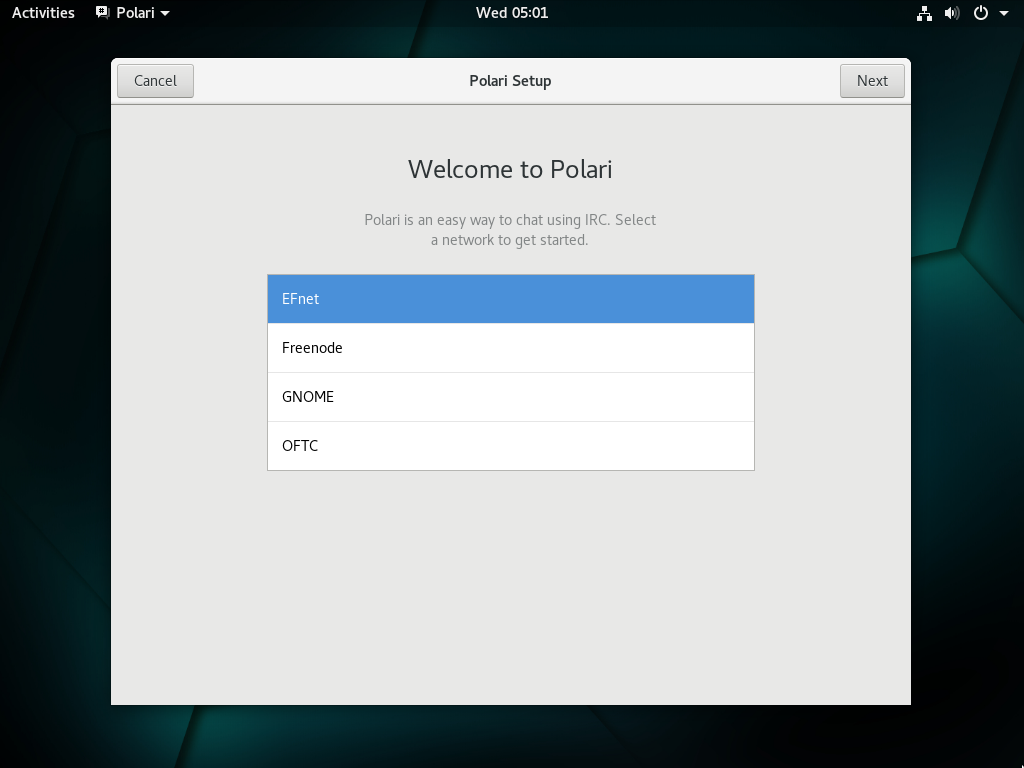 Activities Polari Wed 05:01
Cancel Polari Setup Next
Welcome to Polari
Polari is an easy way to chat using IRC. Select
a network to get started.
EFnet
Freenode
GNOME
OFTC